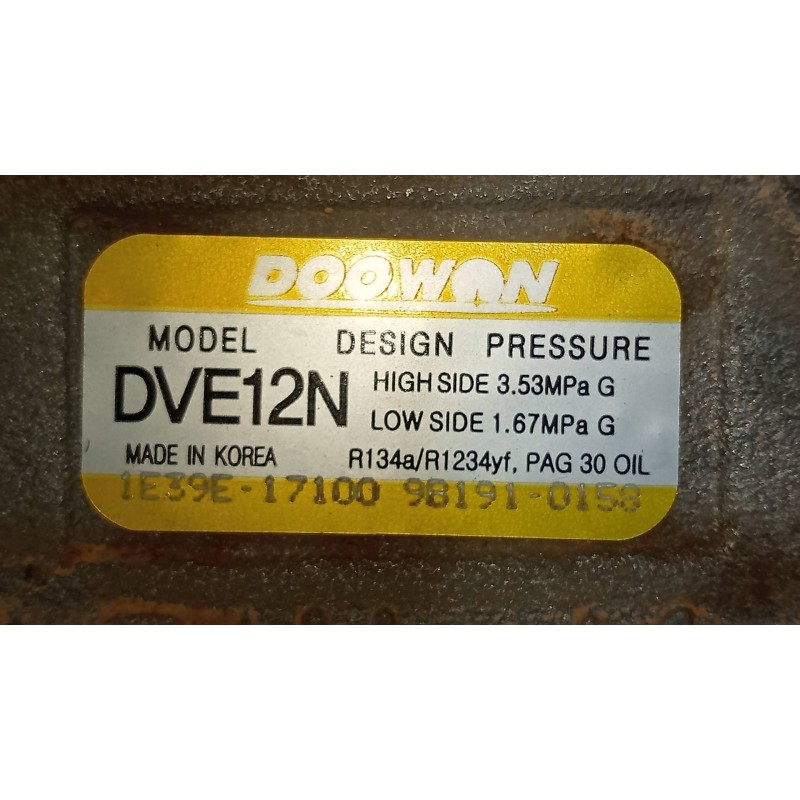 DOOWON
MODEL DESIGN PRESSURE
DVE12N HIGH SIDE 3.53MPa G
LOW SIDE 1.67MPa G
MADE IN KOREA R134a/R1234yf, PAG 30 OIL
1E39E-17100 9B191-0158